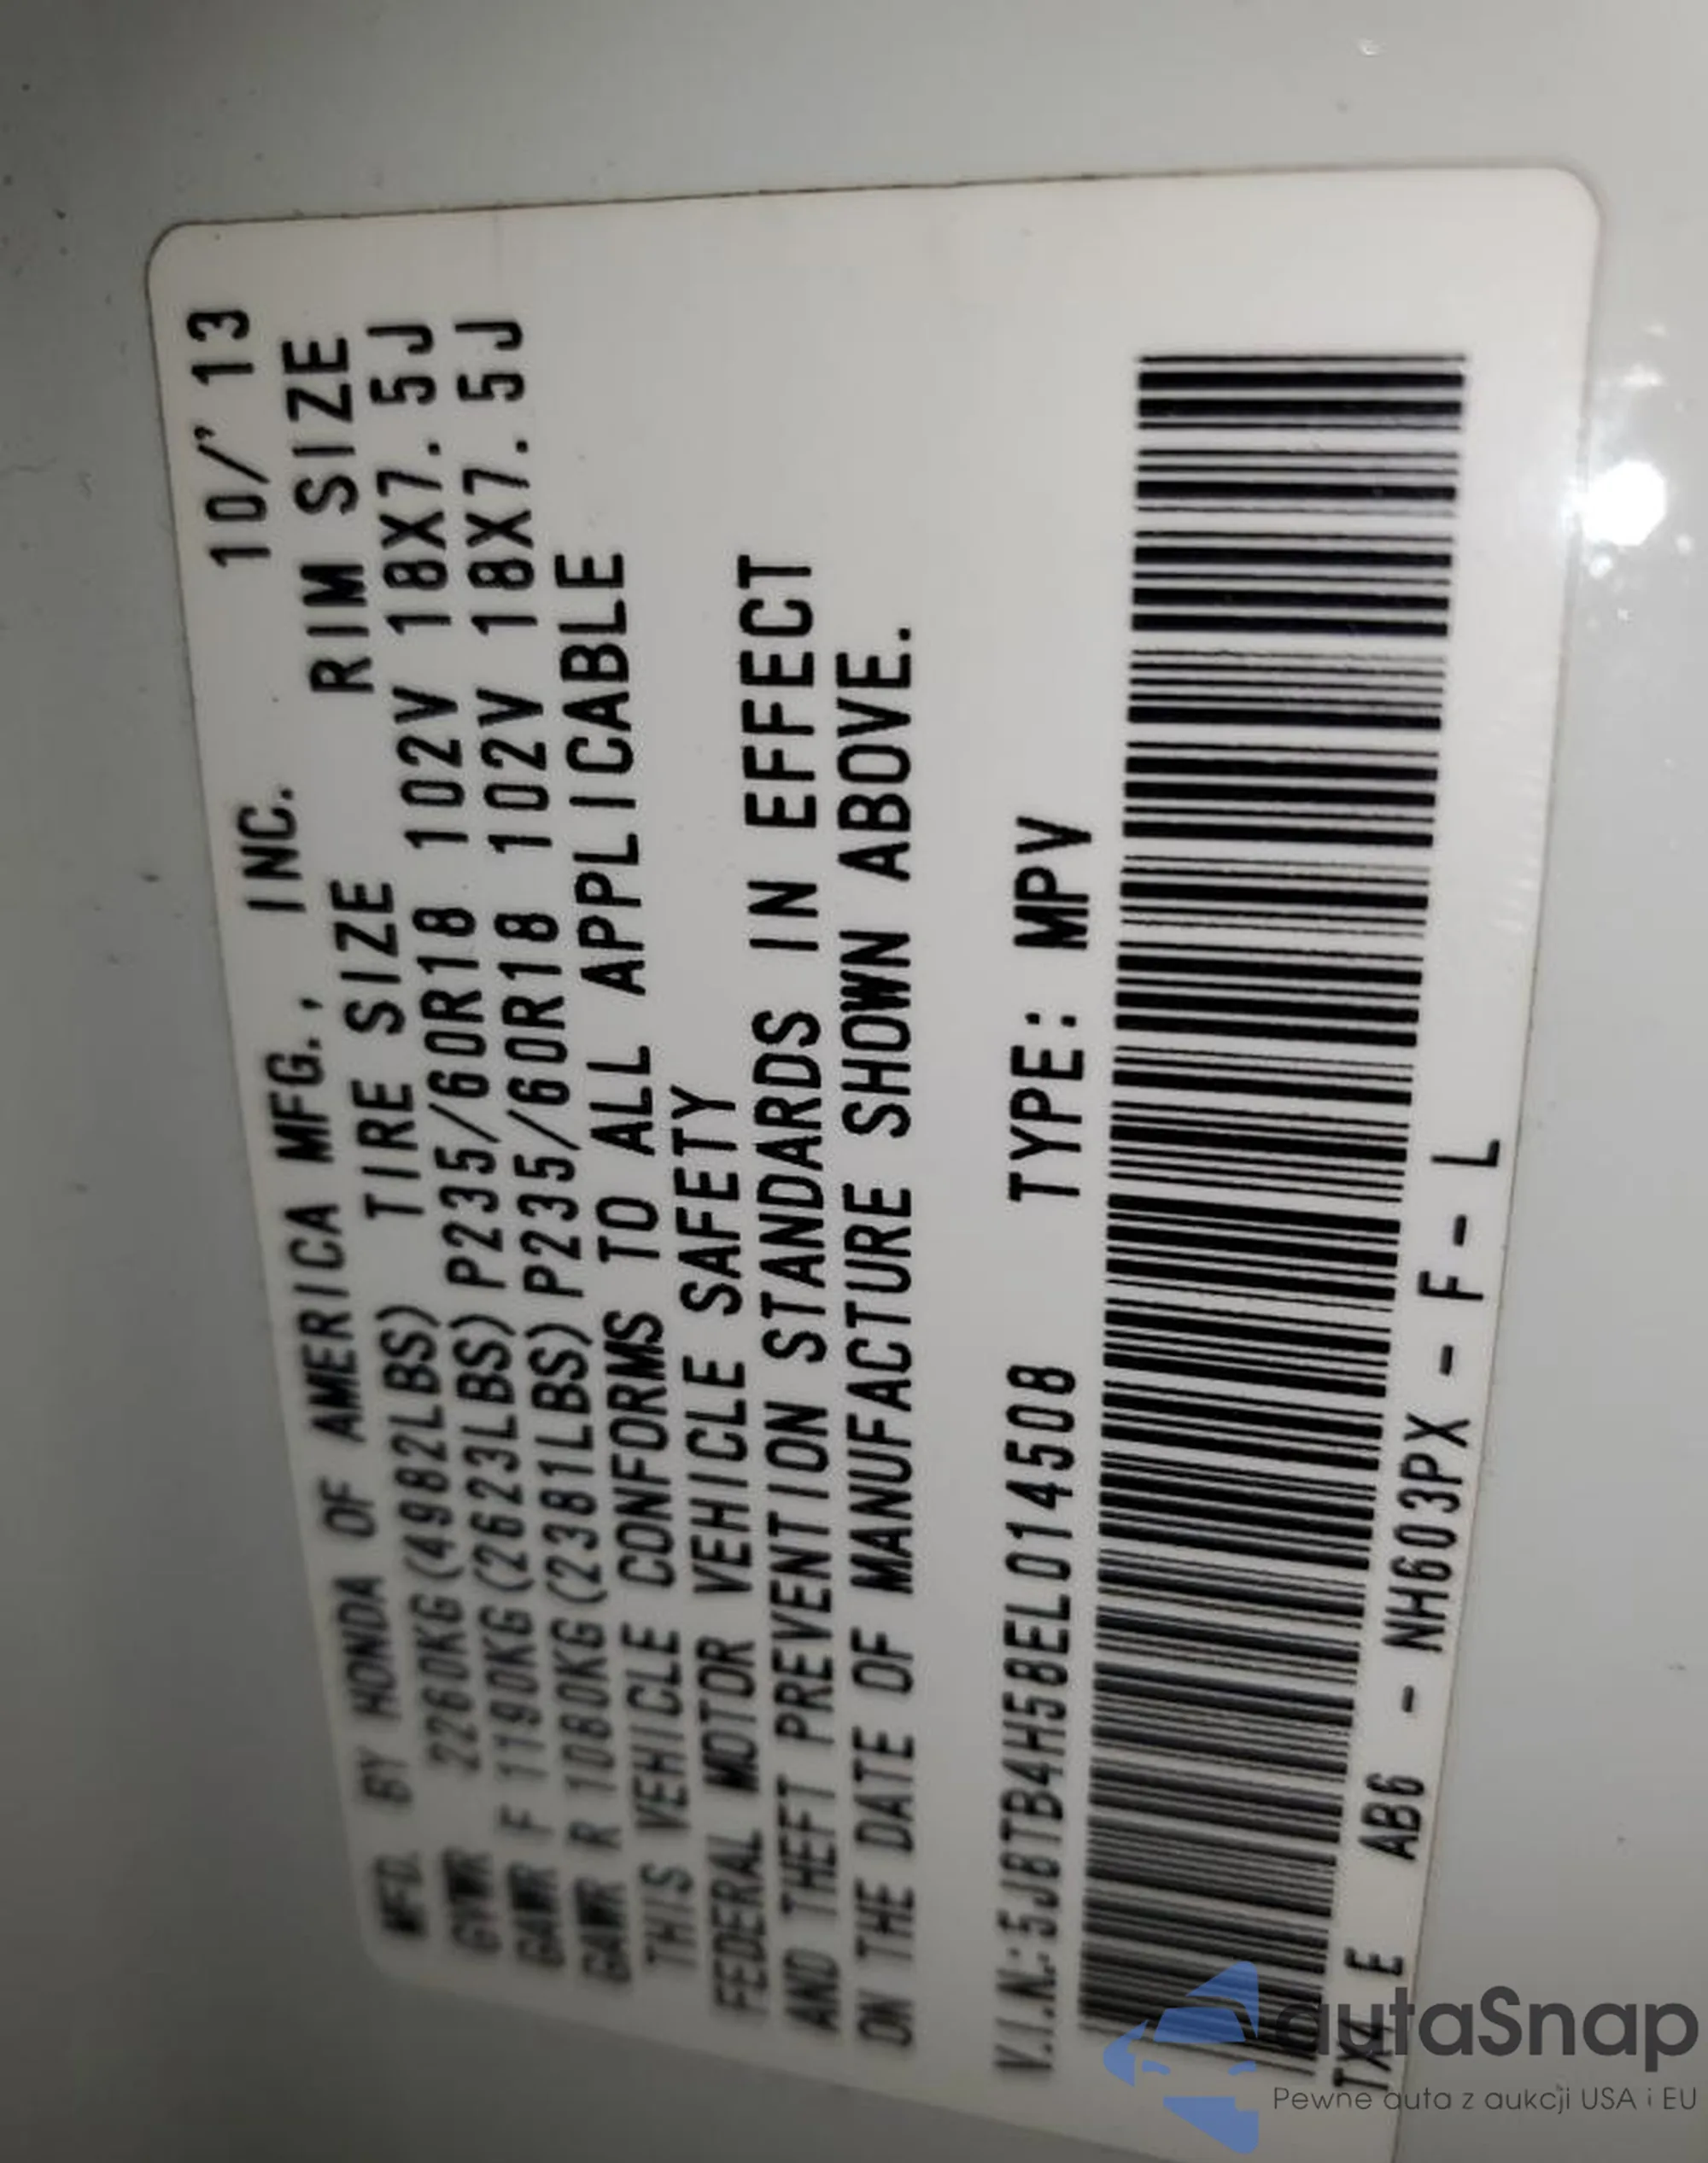 MFD. BY HONDA OF AMERICA MFG., INC. 10/'13
GVWR 2260KG(4982LBS) TIRE SIZE RIM SIZE
GAWR F 1190KG(2623LBS) P235/60R18 102V 18X7.5J
GAWR R 1080KG(2381LBS) P235/60R18 102V 18X7.5J
THIS VEHICLE CONFORMS TO ALL APPLICABLE
FEDERAL MOTOR VEHICLE SAFETY
AND THEFT PREVENTION STANDARDS IN EFFECT
ON THE DATE OF MANUFACTURE SHOWN ABOVE.
V.I.N.:5J8TB4H58EL014508 TYPE: MPV
TX4 E AB6 - NH603PX - F - L
autaSnap
Pewne auta z aukcji USA i EU